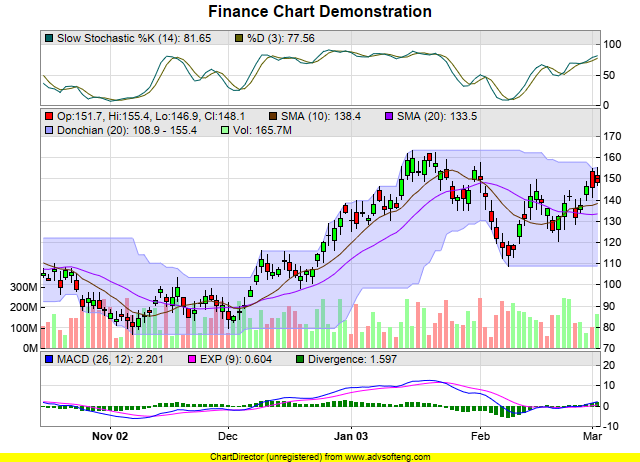 Finance Chart Demonstration
Slow Stochastic %K (14): 81.65 %D (3): 77.56
100
50
0
Op:151.7, Hi:155.4, Lo:146.9, Cl:148.1 SMA (10): 138.4 SMA (20): 133.5
Donchian (20): 108.9 - 155.4 Vol: 165.7M
170
160
150
140
130
120
110
300M 100
200M 90
100M 80
0M 70
MACD (26, 12): 2.201 EXP (9): 0.604 Divergence: 1.597
20
10
0
-10
Nov 02 Dec Jan 03 Feb Mar
ChartDirector (unregistered) from www.advsofteng.com